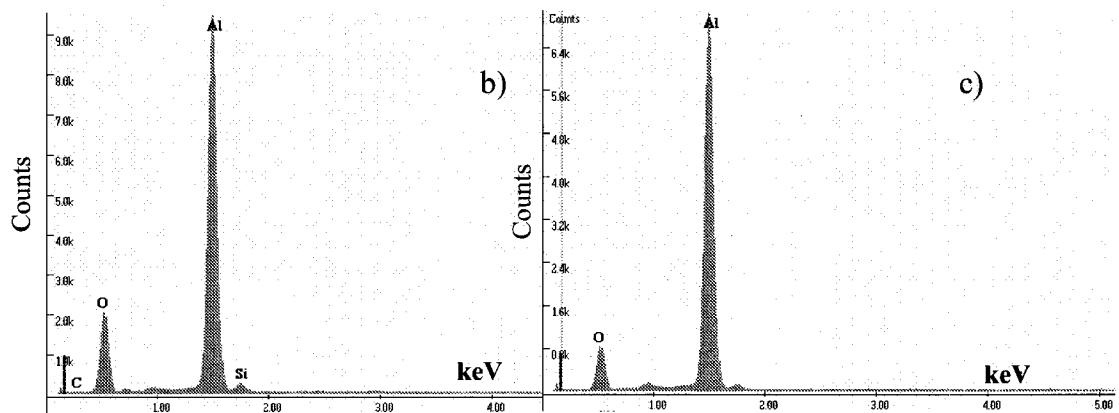 Al
9.0k
8.0k
b)
7.0k
6.0k
Counts
5.0k
4.0k
3.0k
O
2.0k
C
Si
keV
1.00
2.00
3.00
4.00
Counts
Al
6.4k
c)
5.6k
4.8k
4.0k
Counts
3.2k
2.4k
1.6k
O
0.8k
keV
1.00
2.00
3.00
4.00
5.00